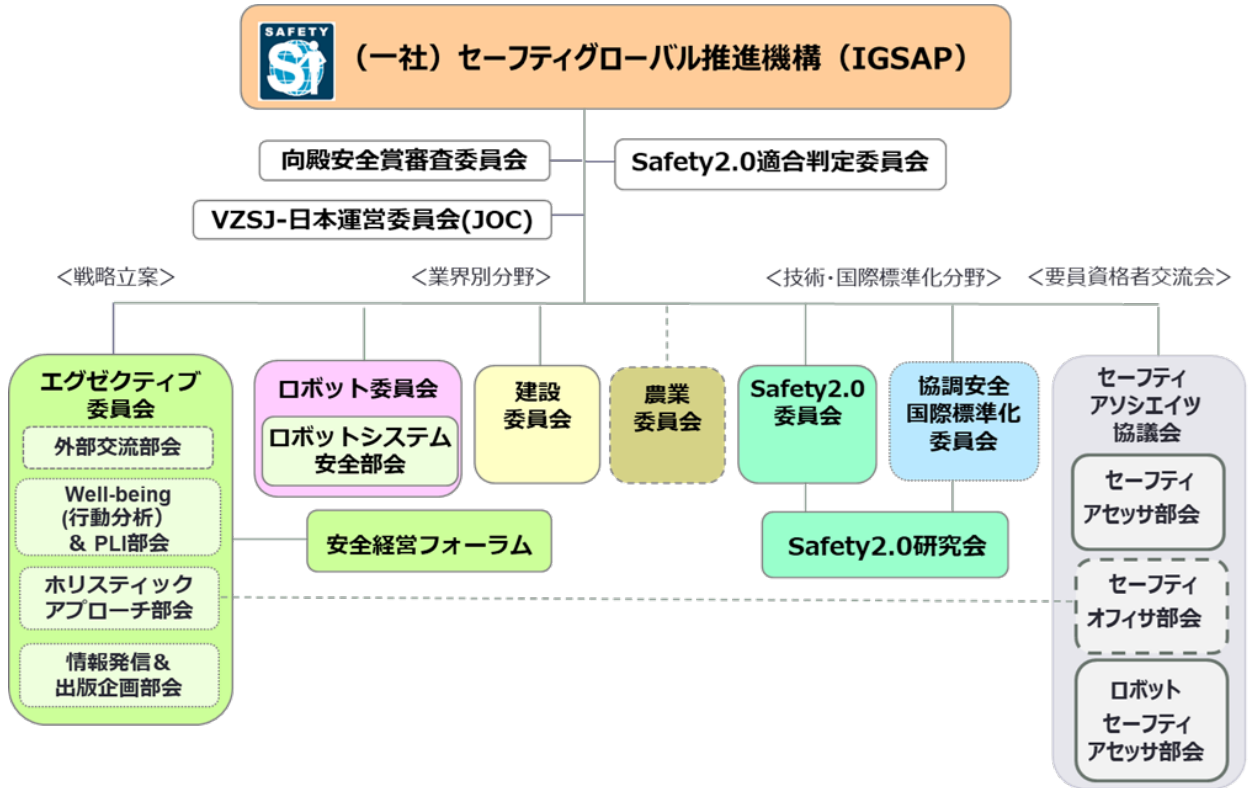 SAFETY
Si
（一社）セーフティグローバル推進機構（IGSAP）
向殿安全賞審査委員会
Safety2.0適合判定委員会
VZSJ-日本運営委員会(JOC)
＜戦略立案＞
＜業界別分野＞
＜技術・国際標準化分野＞
＜要員資格者交流会＞
エグゼクティブ
委員会
外部交流部会
Well-being
(行動分析）
& PLI部会
ホリスティック
アプローチ部会
情報発信＆
出版企画部会
ロボット委員会
ロボットシステム
安全部会
安全経営フォーラム
建設
委員会
農業
委員会
Safety2.0
委員会
協調安全
国際標準化
委員会
Safety2.0研究会
セーフティ
アソシエイツ
協議会
セーフティ
アセッサ部会
セーフティ
オフィサ部会
ロボット
セーフティ
アセッサ部会